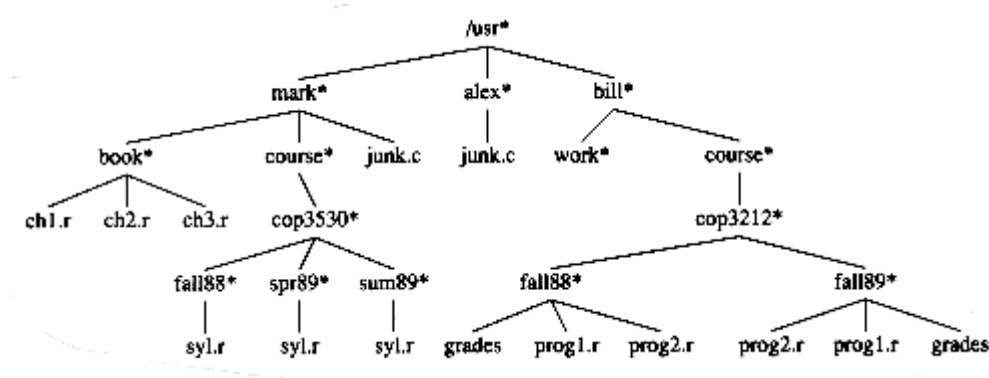 /usr*
mark* alex* bill*
book* course* junk.c junk.c work* course*
ch1.r ch2.r ch3.r cop3530* cop3212*
fall88* spr89* sum89* fall88* fall89*
syl.r syl.r syl.r grades prog1.r prog2.r prog2.r prog1.r grades